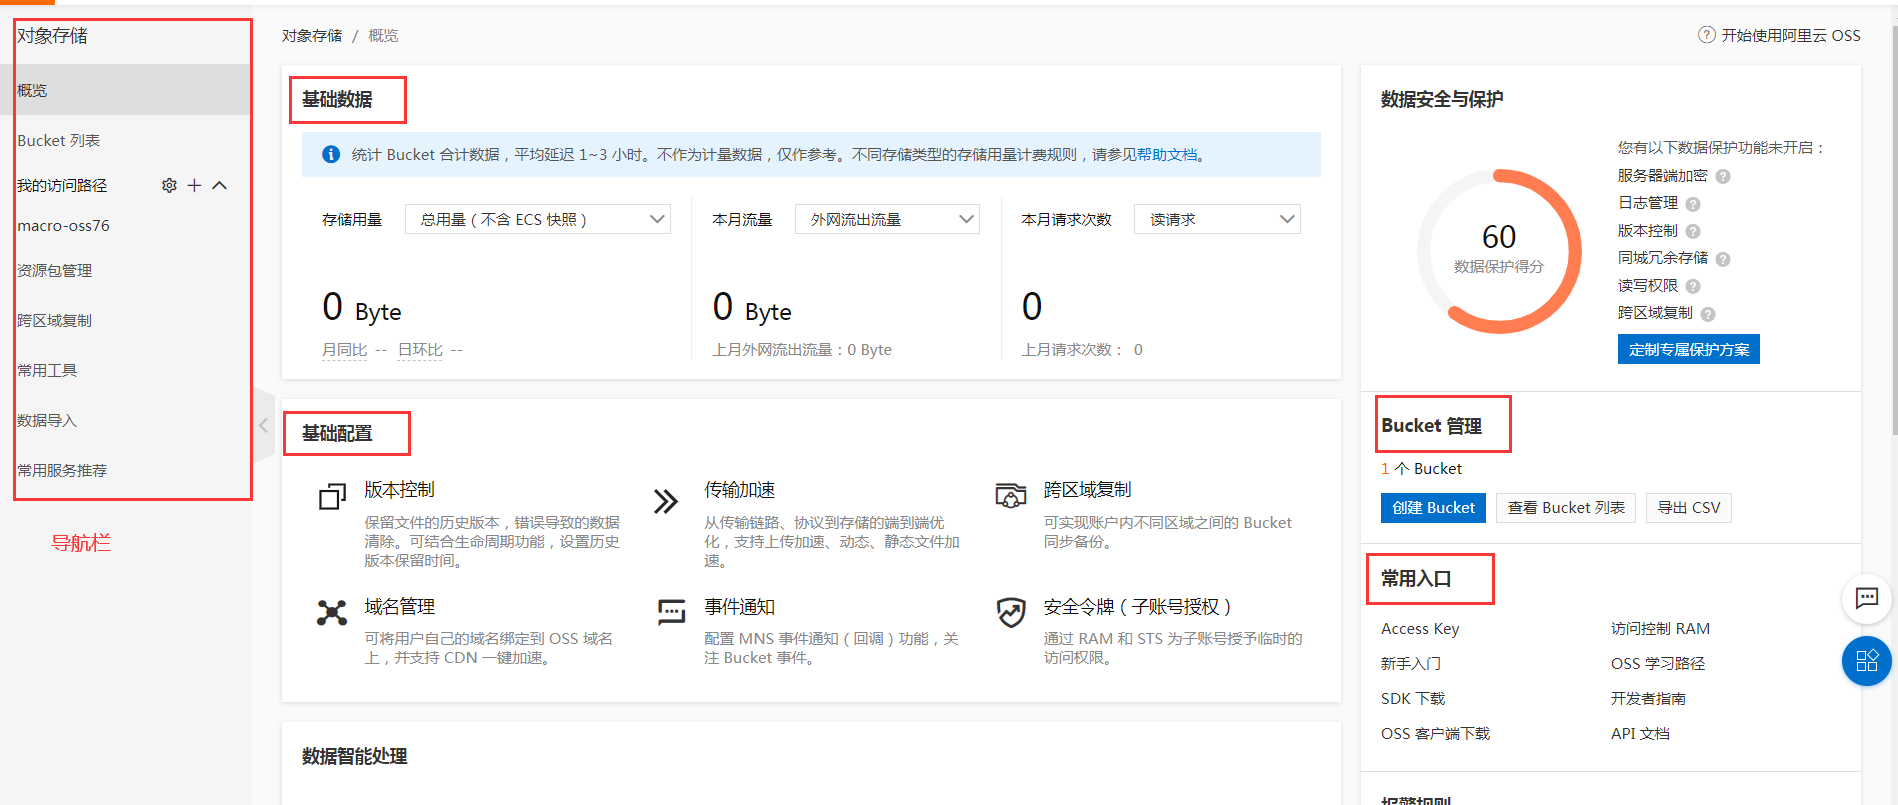 对象存储
概览
Bucket 列表
我的访问路径
macro-oss76
资源包管理
跨区域复制
常用工具
数据导入
常用服务推荐
导航栏
对象存储 / 概览
开始使用阿里云 OSS
基础数据
统计 Bucket 合计数据，平均延迟 1~3 小时。不作为计量数据，仅作参考。不同存储类型的存储用量计费规则，请参见帮助文档。
存储用量 总用量（不含 ECS 快照）
0 Byte
月同比 -- 日环比 --
本月流量 外网流出流量
0 Byte
上月外网流出流量：0 Byte
本月请求次数 读请求
0
上月请求次数： 0
基础配置
版本控制
保留文件的历史版本，错误导致的数据
清除。可结合生命周期功能，设置历史
版本保留时间。
传输加速
从传输链路、协议到存储的端到端优
化，支持上传加速、动态、静态文件加
速。
跨区域复制
可实现账户内不同区域之间的 Bucket
同步备份。
域名管理
可将用户自己的域名绑定到 OSS 域名
上，并支持 CDN 一键加速。
事件通知
配置 MNS 事件通知（回调）功能，关
注 Bucket 事件。
安全令牌（子账号授权）
通过 RAM 和 STS 为子账号授予临时的
访问权限。
数据智能处理
数据安全与保护
60
数据保护得分
您有以下数据保护功能未开启：
服务器端加密
日志管理
版本控制
同城冗余存储
读写权限
跨区域复制
定制专属保护方案
Bucket 管理
1 个 Bucket
创建 Bucket 查看 Bucket 列表 导出 CSV
常用入口
Access Key 访问控制 RAM
新手入门 OSS 学习路径
SDK 下载 开发者指南
OSS 客户端下载 API 文档
报警规则